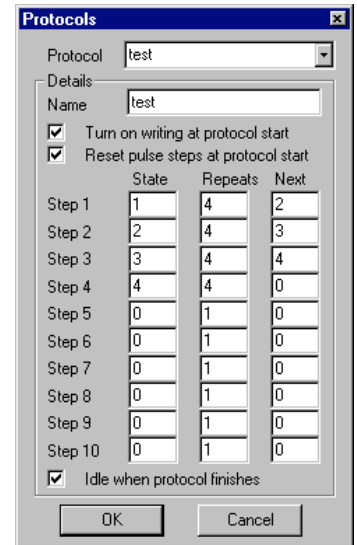 Protocols
Protocol test
Details
Name test
Turn on writing at protocol start
Reset pulse steps at protocol start
State Repeats Next
Step 1 1 4 2
Step 2 2 4 3
Step 3 3 4 4
Step 4 4 4 0
Step 5 0 1 0
Step 6 0 1 0
Step 7 0 1 0
Step 8 0 1 0
Step 9 0 1 0
Step 10 0 1 0
Idle when protocol finishes
OK Cancel